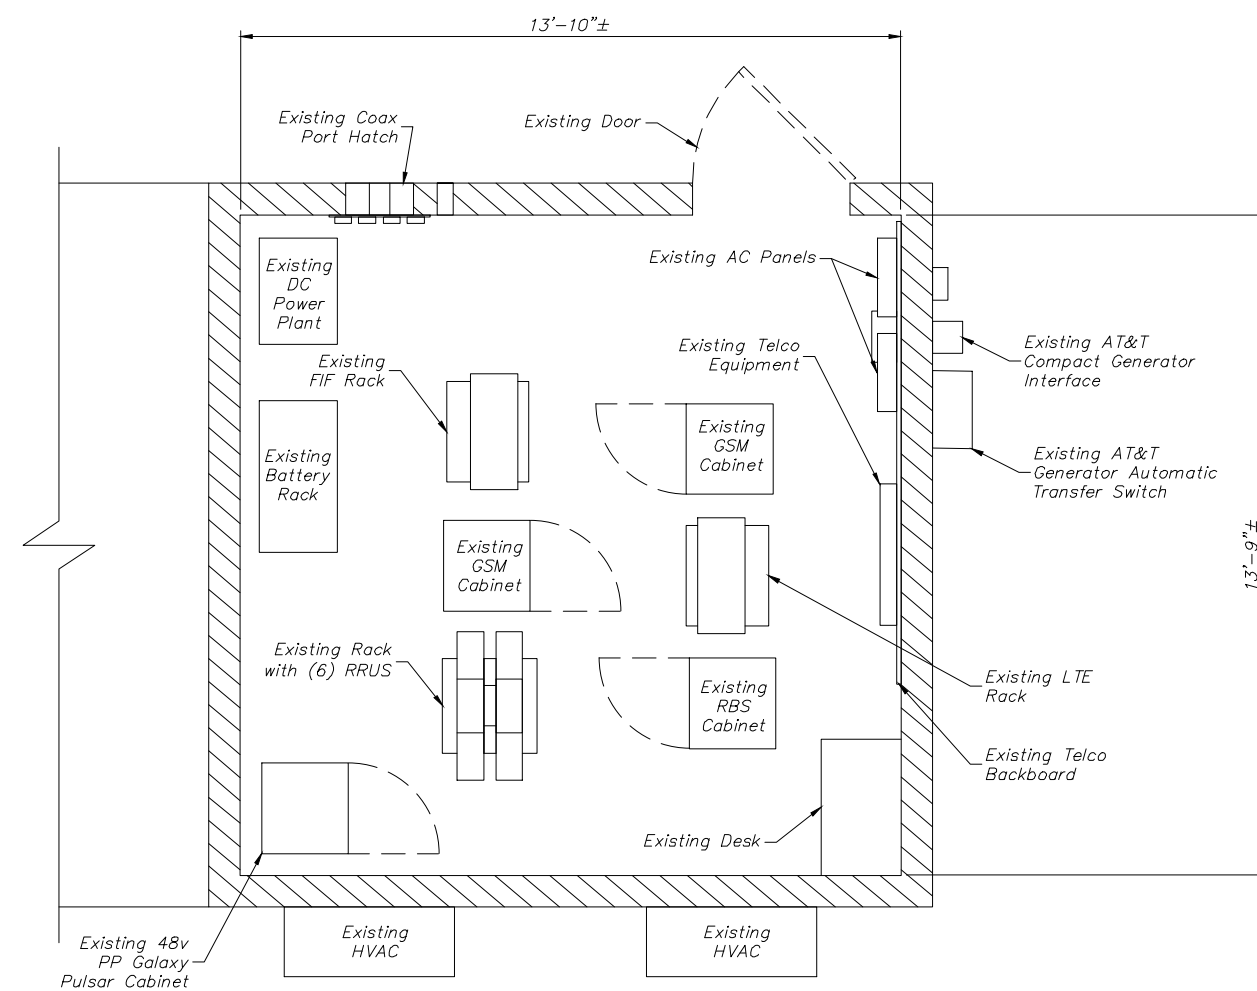 13'-10"±
Existing Coax
Port Hatch
Existing Door
Existing
DC
Power
Plant
Existing AC Panels
Existing
FIF Rack
Existing Telco
Equipment
Existing AT&T
Compact Generator
Interface
Existing
GSM
Cabinet
Existing
Battery
Rack
Existing AT&T
Generator Automatic
Transfer Switch
Existing
GSM
Cabinet
13'-9"±
Existing Rack
with (6) RRUS
Existing
RBS
Cabinet
Existing LTE
Rack
Existing Telco
Backboard
Existing Desk
Existing 48v
PP Galaxy
Pulsar Cabinet
Existing
HVAC
Existing
HVAC